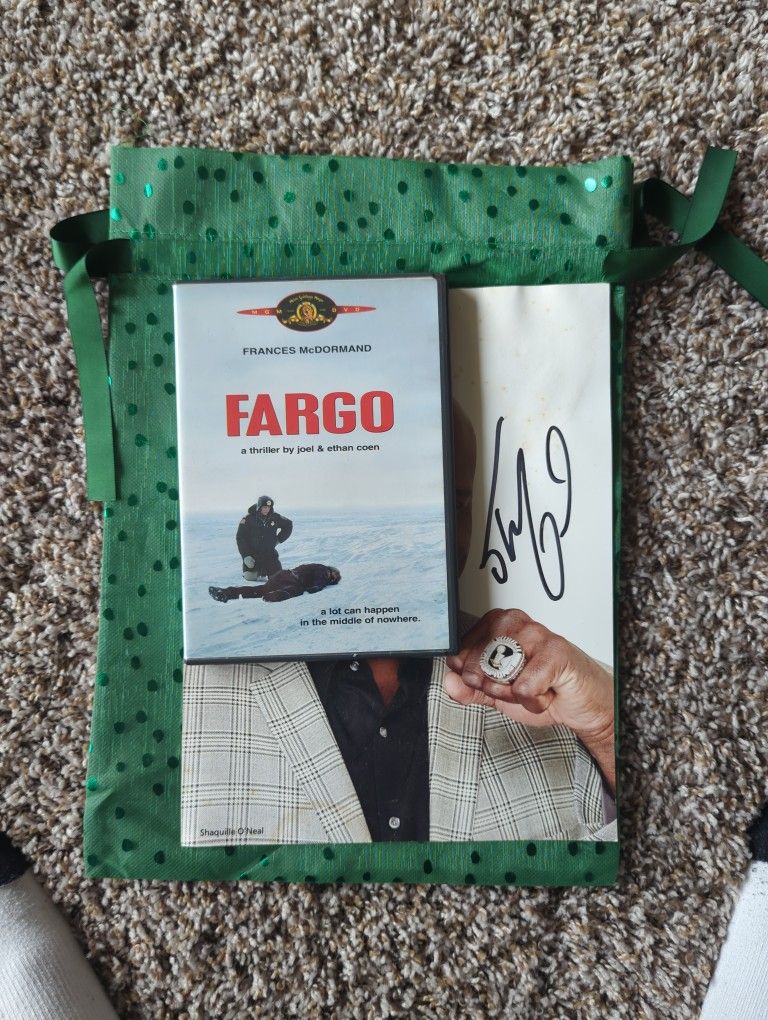 MGM DVD
FRANCES McDORMAND
FARGO
a thriller by joel & ethan coen
a lot can happen
in the middle of nowhere.
Shaquille O'Neal